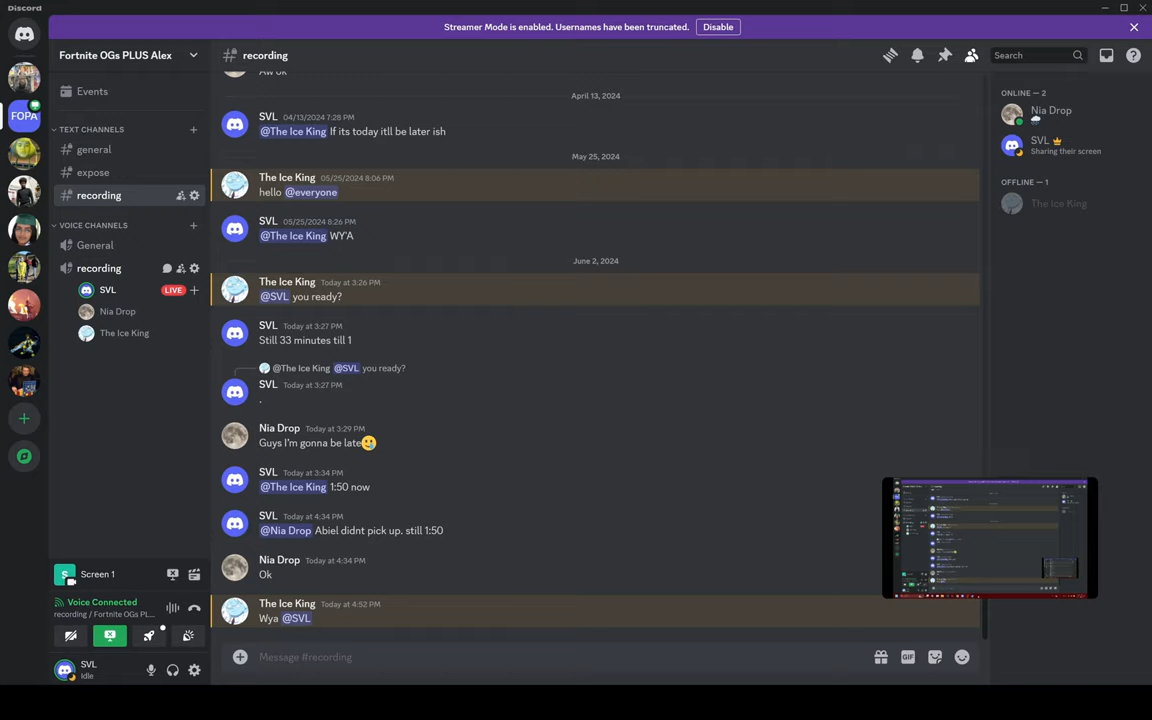 Discord
Streamer Mode is enabled. Usernames have been truncated. Disable
Fortnite OGs PLUS Alex
Events
TEXT CHANNELS
general
expose
recording
VOICE CHANNELS
General
recording
SVL LIVE
Nia Drop
The Ice King
FOPA
Screen 1
Voice Connected
recording / Fortnite OGs PL...
SVL
Idle
recording
Search
Aw ok
April 13, 2024
SVL 04/13/2024 7:28 PM
@The Ice King If its today itll be later ish
May 25, 2024
The Ice King 05/25/2024 8:06 PM
hello @everyone
SVL 05/25/2024 8:26 PM
@The Ice King WY'A
June 2, 2024
The Ice King Today at 3:26 PM
@SVL you ready?
SVL Today at 3:27 PM
Still 33 minutes till 1
@The Ice King @SVL you ready?
SVL Today at 3:27 PM
.
Nia Drop Today at 3:29 PM
Guys I'm gonna be late🥲
SVL Today at 3:34 PM
@The Ice King 1:50 now
SVL Today at 4:34 PM
@Nia Drop Abiel didnt pick up. still 1:50
Nia Drop Today at 4:34 PM
Ok
The Ice King Today at 4:52 PM
Wya @SVL
Message #recording
GIF
ONLINE — 2
Nia Drop
SVL
Sharing their screen
OFFLINE — 1
The Ice King